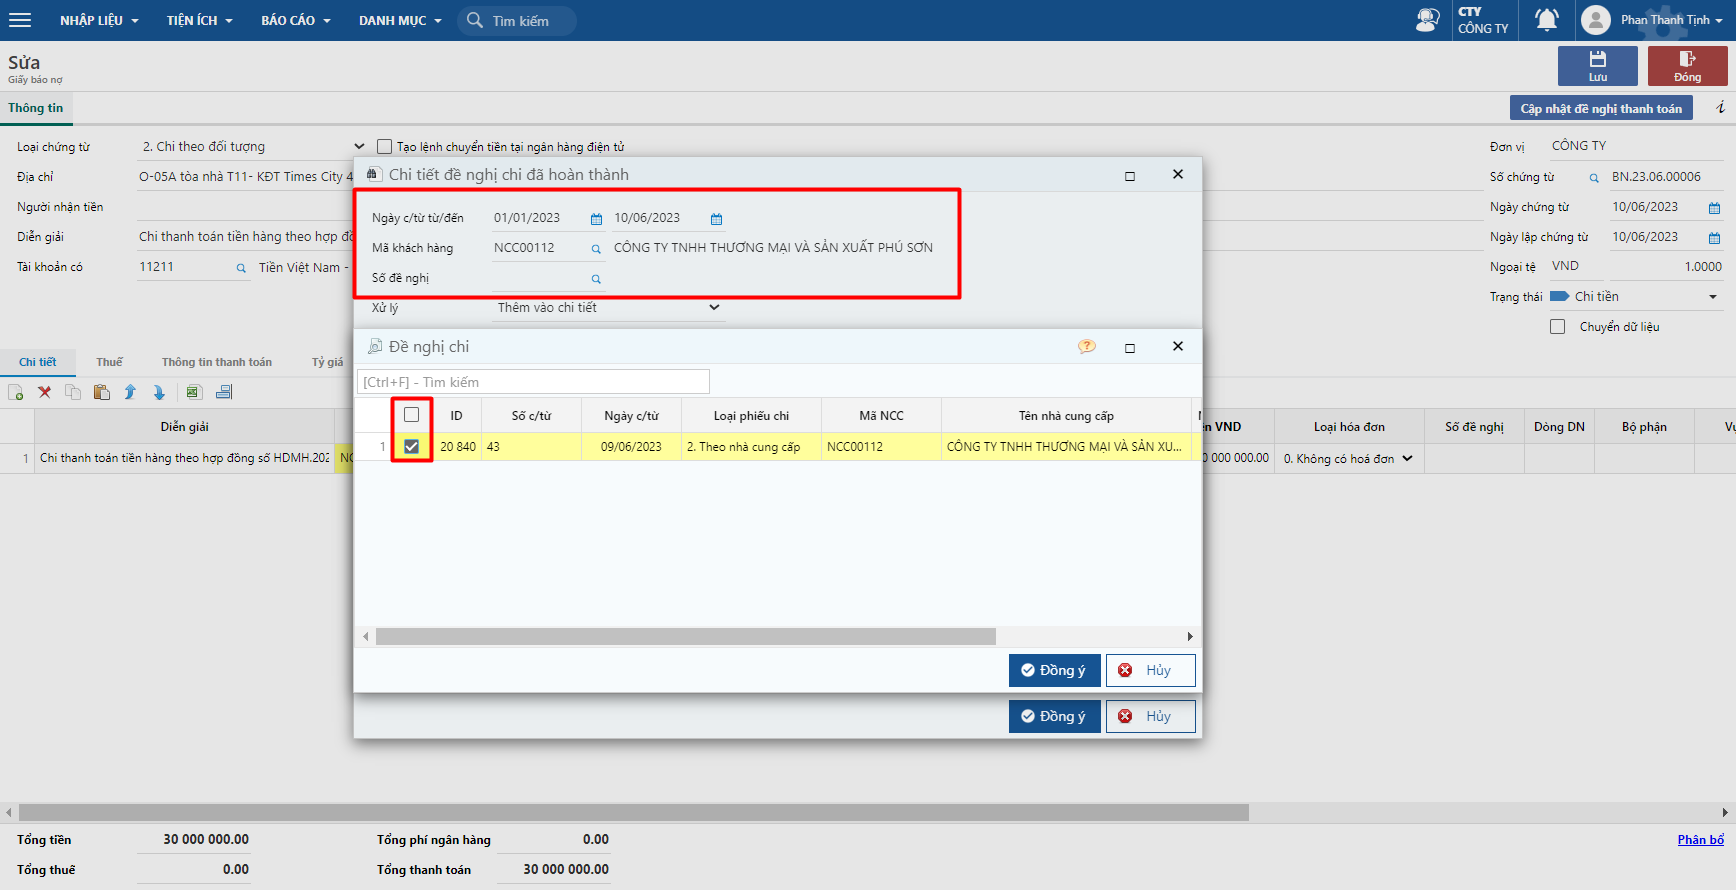 NHẬP LIỆU TIỆN ÍCH BÁO CÁO DANH MỤC Tìm kiếm CTY CÔNG TY Phan Thanh Tịnh
Sửa
Giấy báo nợ
Lưu Đóng
Thông tin
Cập nhật đề nghị thanh toán i
Loại chứng từ 2. Chi theo đối tượng Tạo lệnh chuyển tiền tại ngân hàng điện tử Đơn vị CÔNG TY
Địa chỉ O-05A tòa nhà T11- KĐT Times City 4 Số chứng từ BN.23.06.00006
Người nhận tiền Ngày chứng từ 10/06/2023
Diễn giải Chi thanh toán tiền hàng theo hợp Ngày lập chứng từ 10/06/2023
Tài khoản có 11211 Tiền Việt Nam - Ngoại tệ VND 1.0000
Trạng thái Chi tiền
Chuyển dữ liệu
Chi tiết đề nghị chi đã hoàn thành
Ngày c/từ từ/đến 01/01/2023 10/06/2023
Mã khách hàng NCC00112 CÔNG TY TNHH THƯƠNG MẠI VÀ SẢN XUẤT PHÚ SƠN
Số đề nghị
Xử lý Thêm vào chi tiết
Chi tiết Thuế Thông tin thanh toán Tỷ giá
Diễn giải VND Loại hóa đơn Số đề nghị Dòng DN Bộ phận
1 Chi thanh toán tiền hàng theo hợp đồng số HDMH.202 000 000.00 0. Không có hoá đơn
Đề nghị chi
[Ctrl+F] - Tìm kiếm
ID Số c/từ Ngày c/từ Loại phiếu chi Mã NCC Tên nhà cung cấp
1 20 840 43 09/06/2023 2. Theo nhà cung cấp NCC00112 CÔNG TY TNHH THƯƠNG MẠI VÀ SẢN XU...
Đồng ý Hủy
Đồng ý Hủy
Tổng tiền 30 000 000.00 Tổng phí ngân hàng 0.00 Phân bổ
Tổng thuế 0.00 Tổng thanh toán 30 000 000.00